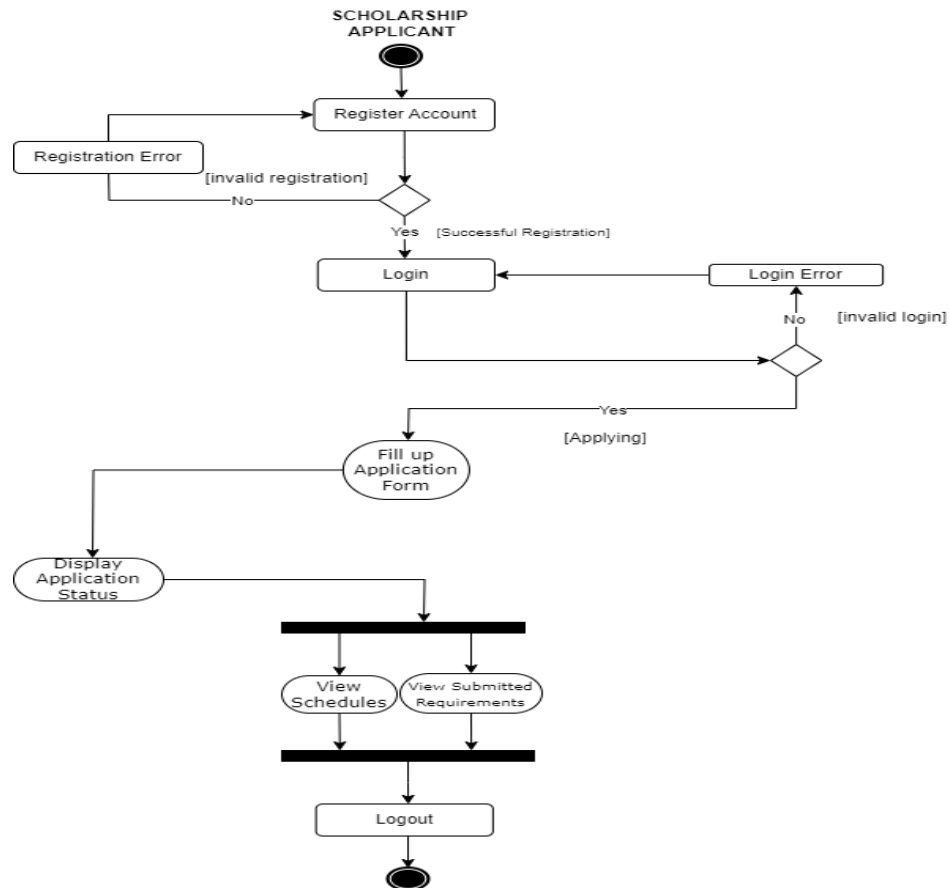 SCHOLARSHIP
APPLICANT
Register Account
Registration Error
[invalid registration]
No
Yes
[Successful Registration]
Login
Login Error
No
[invalid login]
Yes
[Applying]
Fill up
Application
Form
Display
Application
Status
View
Schedules
View Submitted
Requirements
Logout